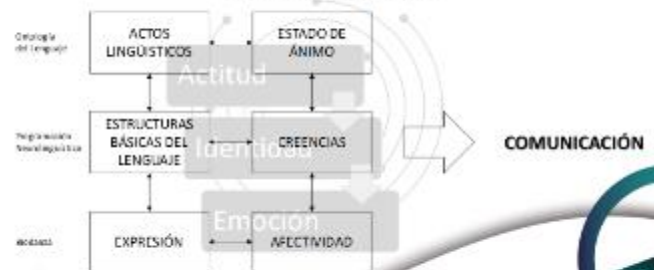 Ontología
del Lenguaje
ACTOS
LINGÜISTICOS
ESTADO DE
ÁNIMO
Actitud
Programación
Neurolingüística
ESTRUCTURAS
BÁSICAS DEL
LENGUAJE
Identidad
CREENCIAS
COMUNICACIÓN
Emoción
EXPRESIÓN
AFECTIVIDAD